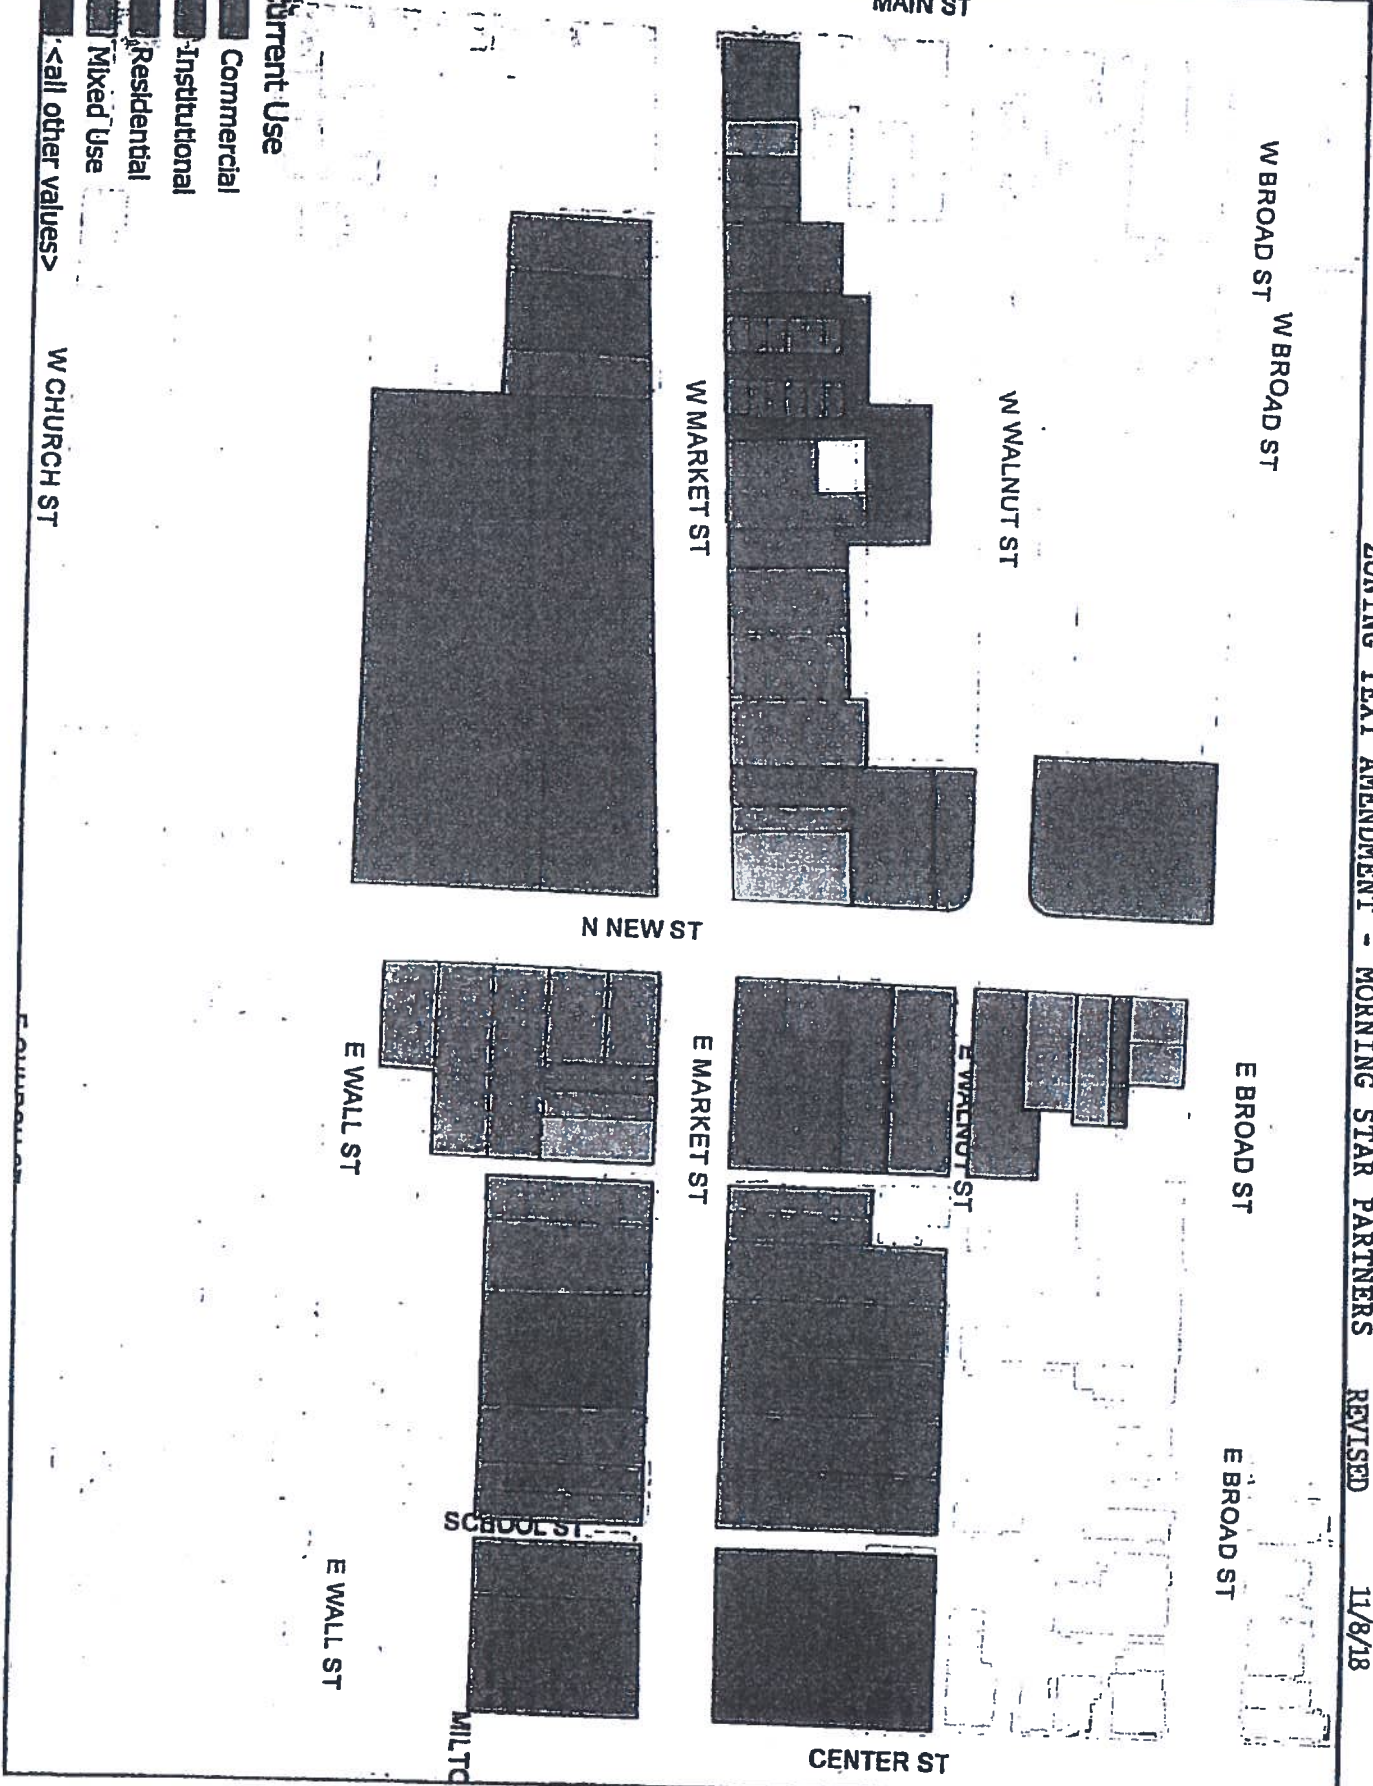 ZONING TEXT AMENDMENT - MORNING STAR PARTNERS REVISED 11/8/18
MAIN ST
W BROAD ST
W BROAD ST
E BROAD ST
E BROAD ST
W WALNUT ST
E WALNUT ST
W MARKET ST
E MARKET ST
N NEW ST
CENTER ST
SCHOOL ST
E WALL ST
E WALL ST
W CHURCH ST
Current Use
Commercial
Institutional
Residential
Mixed Use
<all other values>